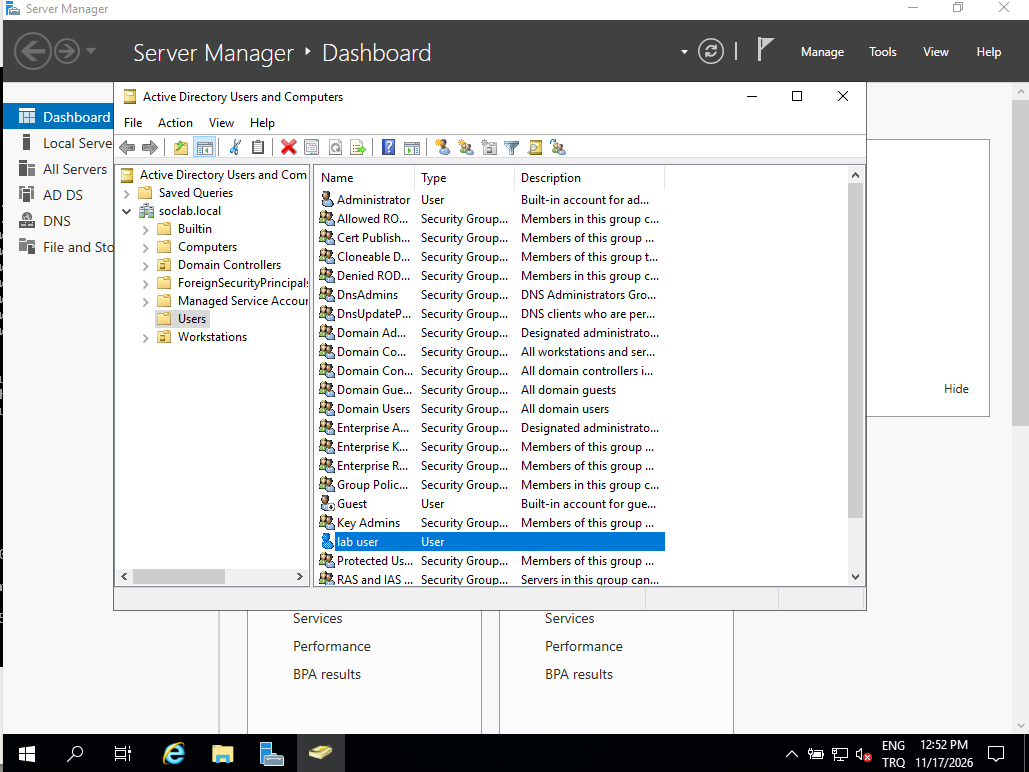 Server Manager
Server Manager ‣ Dashboard
Manage Tools View Help
Dashboard
Local Serve
All Servers
AD DS
DNS
File and Sto
Active Directory Users and Computers
File Action View Help
Active Directory Users and Com
Saved Queries
soclab.local
Builtin
Computers
Domain Controllers
ForeignSecurityPrincipals
Managed Service Accour
Users
Workstations
Name Type Description
Administrator User Built-in account for ad...
Allowed RO... Security Group... Members in this group c...
Cert Publish... Security Group... Members of this group ...
Cloneable D... Security Group... Members of this group t...
Denied ROD... Security Group... Members in this group c...
DnsAdmins Security Group... DNS Administrators Gro...
DnsUpdateP... Security Group... DNS clients who are per...
Domain Ad... Security Group... Designated administrato...
Domain Co... Security Group... All workstations and ser...
Domain Con... Security Group... All domain controllers i...
Domain Gue... Security Group... All domain guests
Domain Users Security Group... All domain users
Enterprise A... Security Group... Designated administrato...
Enterprise K... Security Group... Members of this group ...
Enterprise R... Security Group... Members of this group ...
Group Polic... Security Group... Members in this group c...
Guest User Built-in account for gue...
Key Admins Security Group... Members of this group ...
lab user User
Protected Us... Security Group... Members of this group ...
RAS and IAS ... Security Group... Servers in this group can...
Hide
Services Services
Performance Performance
BPA results BPA results
ENG 12:52 PM
TRQ 11/17/2026